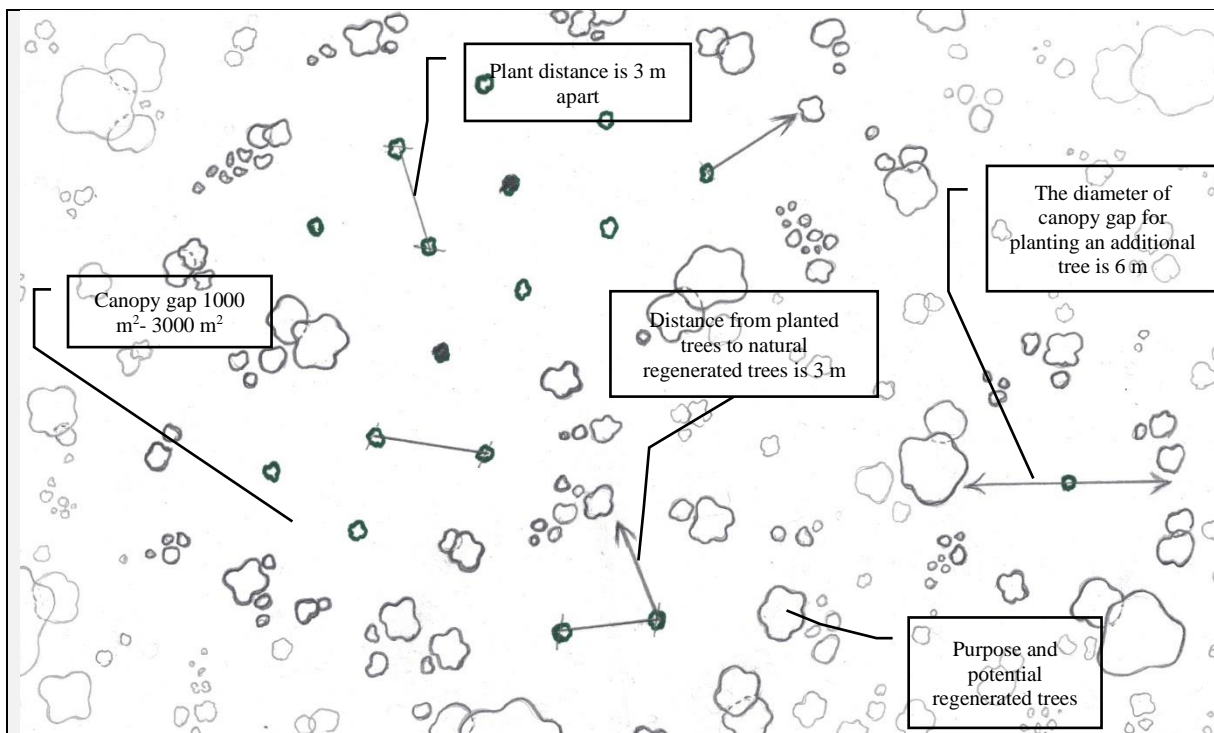 Plant distance is 3 m
apart
The diameter of
canopy gap for
planting an additional
tree is 6 m
Canopy gap 1000
m²- 3000 m²
Distance from planted
trees to natural
regenerated trees is 3 m
Purpose and
potential
regenerated trees